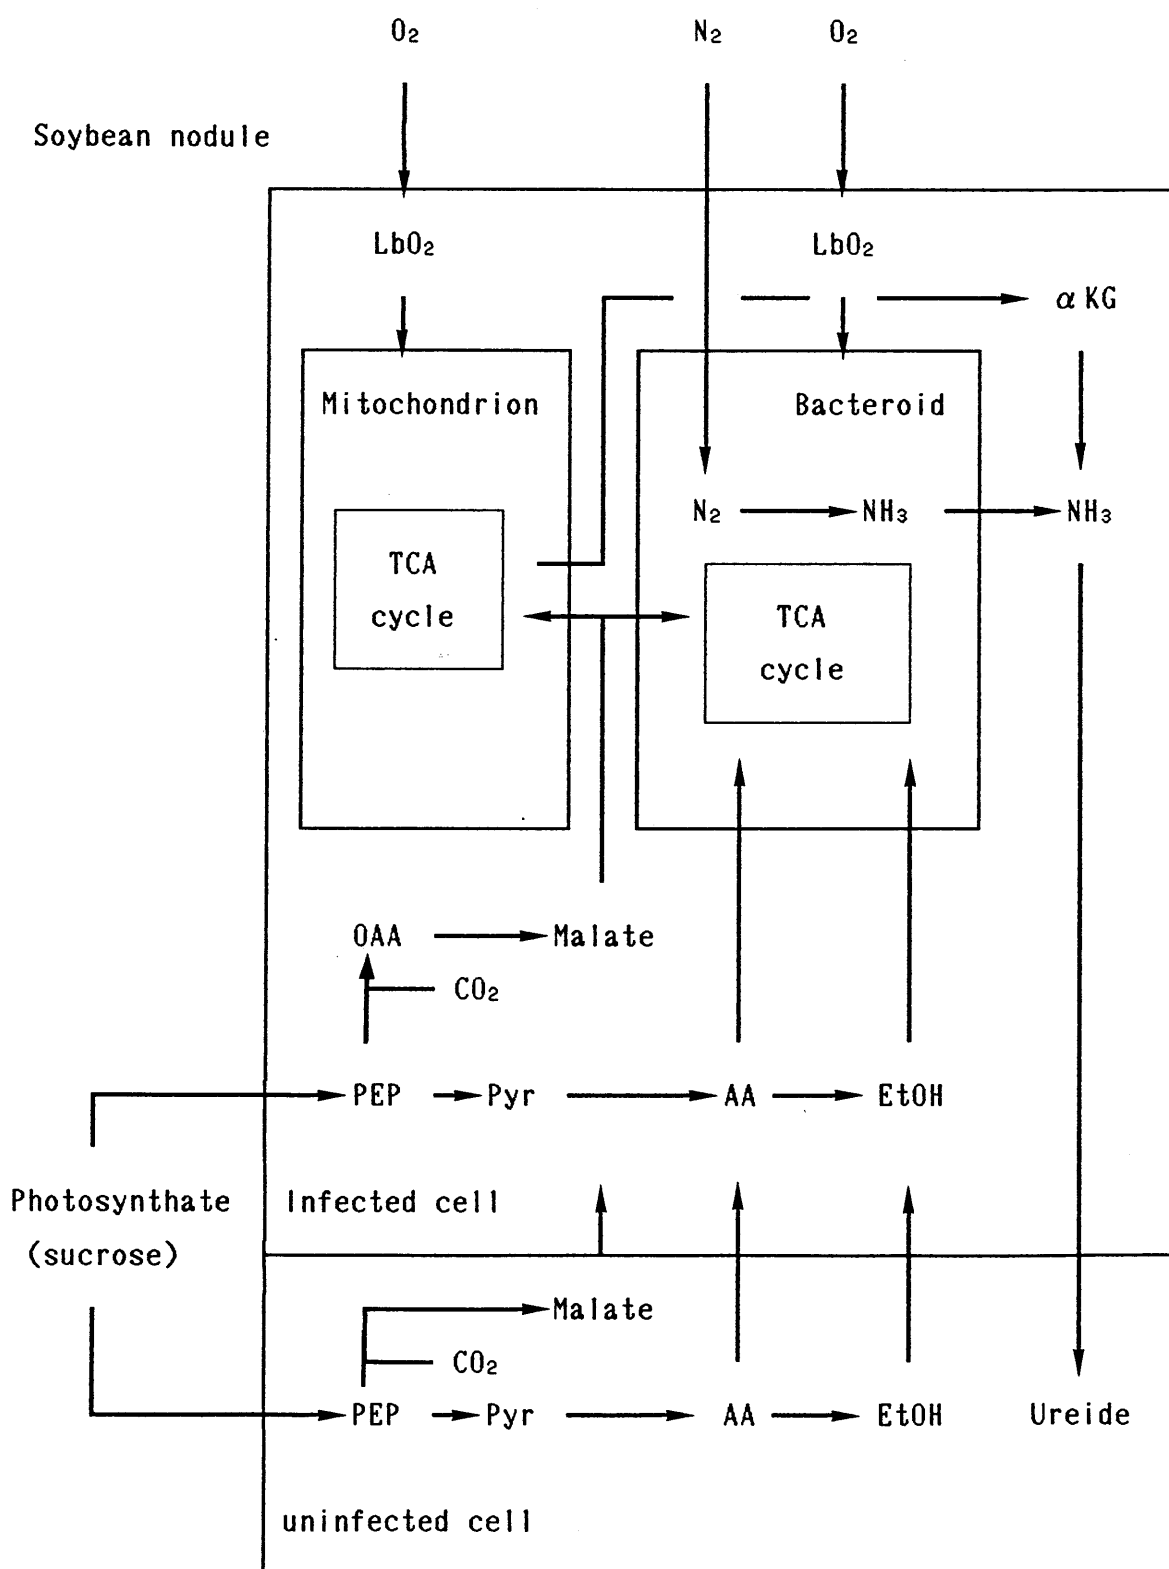 O₂ N₂ O₂
Soybean nodule
LbO₂ LbO₂
αKG
Mitochondrion Bacteroid
N₂ NH₃ NH₃
TCA
cycle
TCA
cycle
OAA Malate
CO₂
PEP Pyr AA EtOH
Photosynthate
(sucrose)
Infected cell
Malate
CO₂
PEP Pyr AA EtOH Ureide
uninfected cell